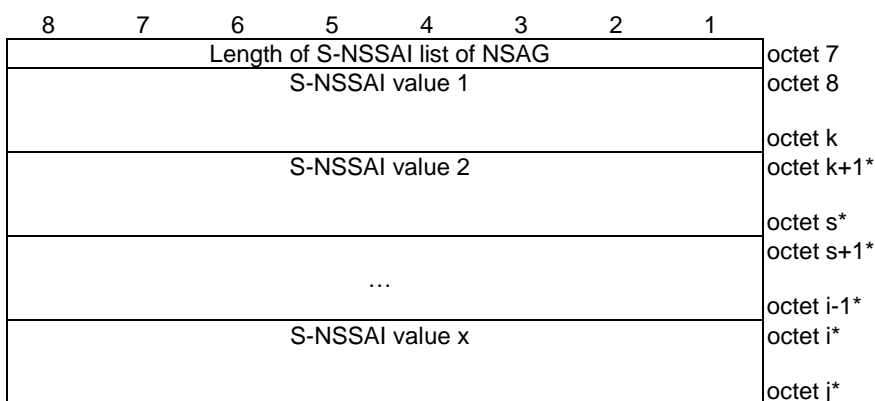 8 7 6 5 4 3 2 1
Length of S-NSSAI list of NSAG octet 7
S-NSSAI value 1 octet 8
octet k
S-NSSAI value 2 octet k+1*
octet s*
octet s+1*
…
octet i-1*
S-NSSAI value x octet i*
octet j*